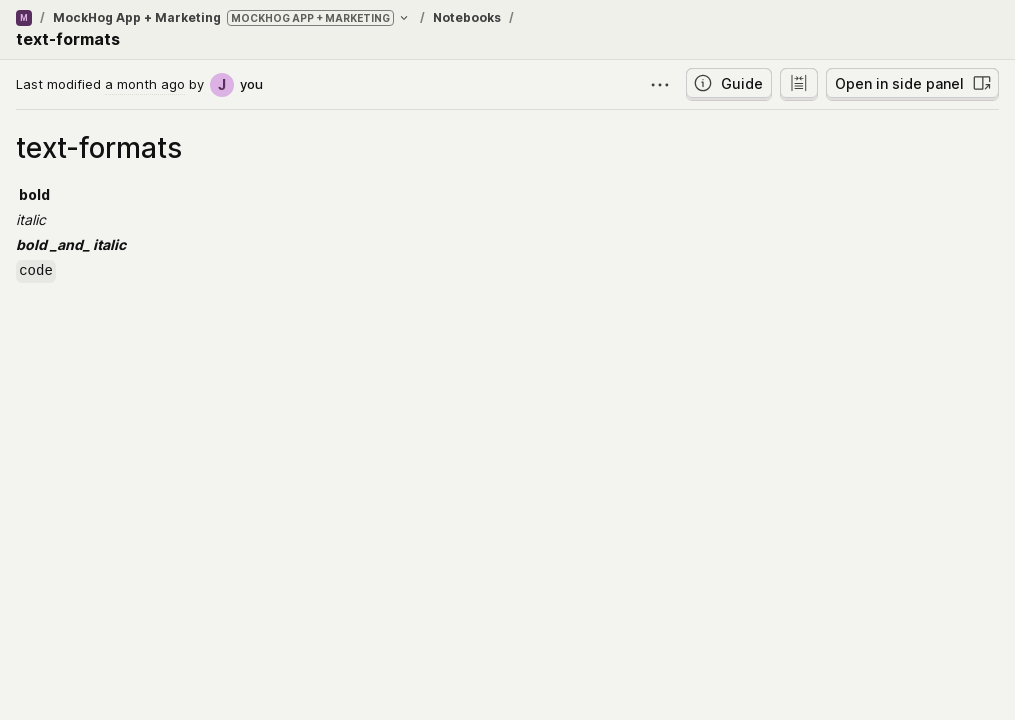 M / MockHog App + Marketing MOCKHOG APP + MARKETING / Notebooks /
text-formats
Last modified a month ago by J you
Guide
Open in side panel
text-formats
bold
italic
bold _and_ italic
code